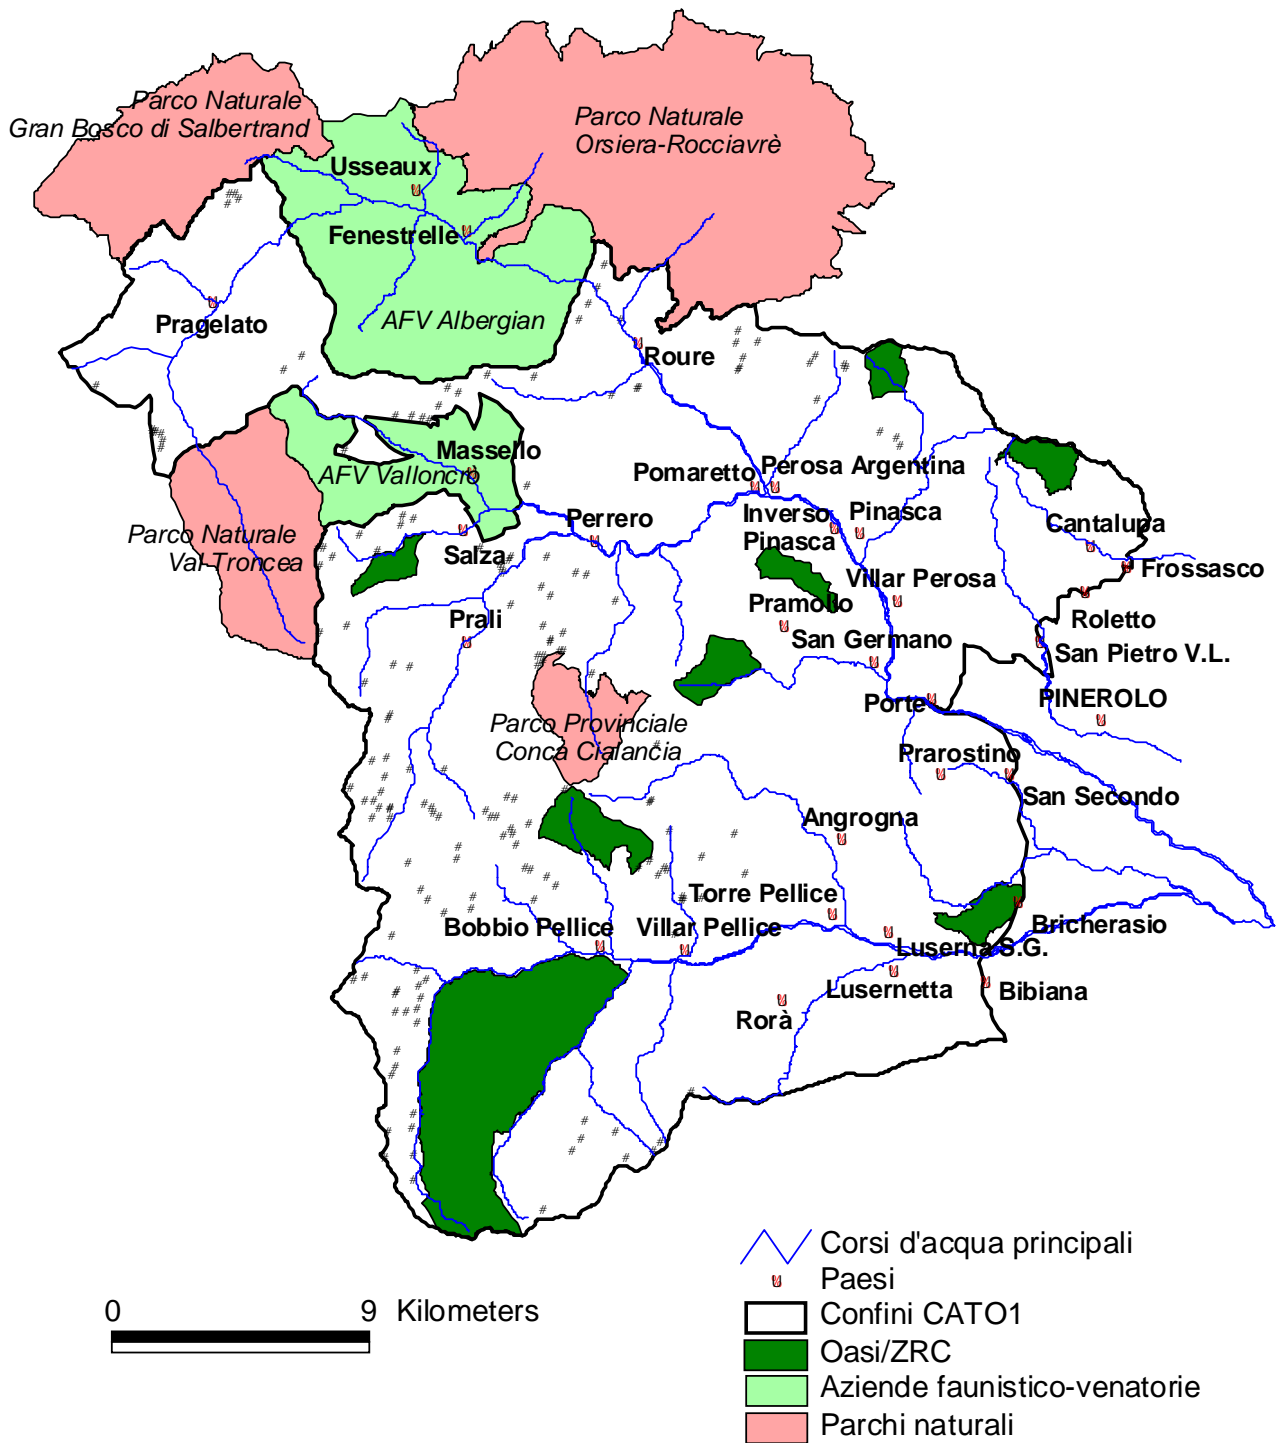 Parco Naturale
Gran Bosco di Salbertrand
Parco Naturale
Orsiera-Rocciavrè
Usseaux
Fenestrelle
AFV Albergian
Pragelato
Roure
Massello
AFV Valloncrò
Pomaretto
Perosa Argentina
Perrero
Inverso
Pinasca
Pinasca
Cantalupa
Parco Naturale
Val Troncea
Salza
Villar Perosa
Frossasco
Prali
Pramollo
Roletto
San Germano
San Pietro V.L.
Porte
PINEROLO
Parco Provinciale
Conca Cialancia
Prarostino
San Secondo
Angrogna
Torre Pellice
Bobbio Pellice
Villar Pellice
Bricherasio
Luserna S.G.
Lusernetta
Bibiana
Rorà
Corsi d'acqua principali
Paesi
0 9 Kilometers
Confini CATO1
Oasi/ZRC
Aziende faunistico-venatorie
Parchi naturali